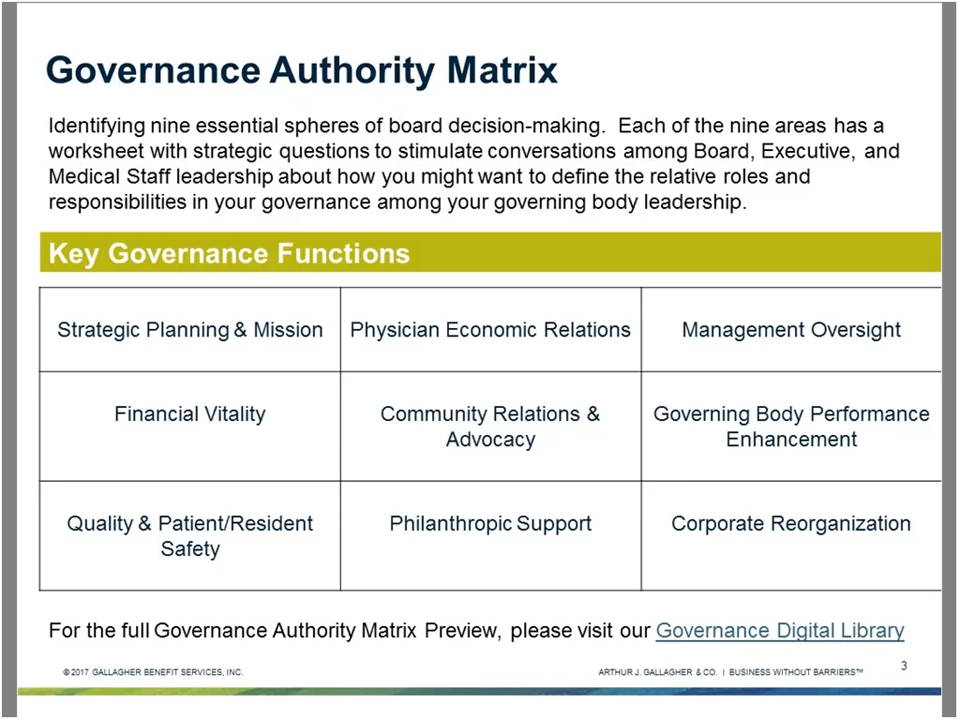 Governance Authority Matrix
Identifying nine essential spheres of board decision-making.  Each of the nine areas has a
worksheet with strategic questions to stimulate conversations among Board, Executive, and
Medical Staff leadership about how you might want to define the relative roles and
responsibilities in your governance among your governing body leadership.
Key Governance Functions
Strategic Planning & Mission
Physician Economic Relations
Management Oversight
Financial Vitality
Community Relations &
Advocacy
Governing Body Performance
Enhancement
Quality & Patient/Resident
Safety
Philanthropic Support
Corporate Reorganization
For the full Governance Authority Matrix Preview, please visit our Governance Digital Library
© 2017 GALLAGHER BENEFIT SERVICES, INC.
ARTHUR J. GALLAGHER & CO. | BUSINESS WITHOUT BARRIERS™
3